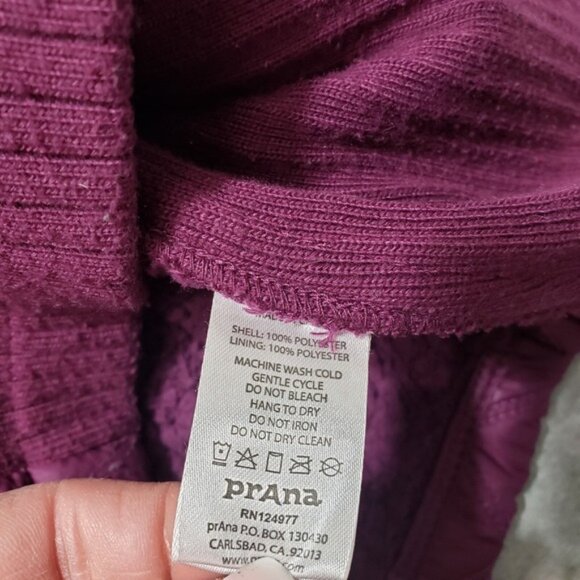 SHELL: 100% POLYESTER
LINING: 100% POLYESTER
MACHINE WASH COLD
GENTLE CYCLE
DO NOT BLEACH
HANG TO DRY
DO NOT IRON
DO NOT DRY CLEAN
prAna
RN124977
prAna P.O. BOX 130430
CARLSBAD, CA. 92013